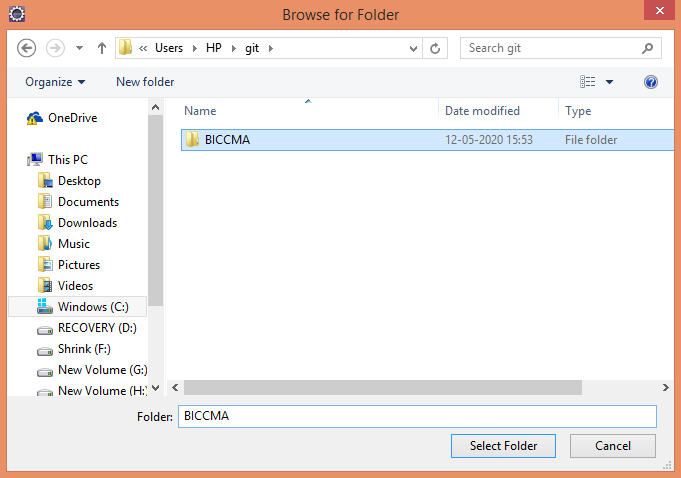 Browse for Folder
« Users › HP › git ›
Search git
Organize
New folder
Name
Date modified
Type
BICCMA
12-05-2020 15:53
File folder
OneDrive
This PC
Desktop
Documents
Downloads
Music
Pictures
Videos
Windows (C:)
RECOVERY (D:)
Shrink (F:)
New Volume (G:)
New Volume (H:
Folder:
BICCMA
Select Folder
Cancel